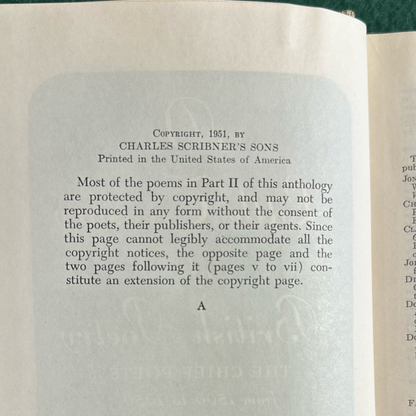 COPYRIGHT, 1951, BY
CHARLES SCRIBNER'S SONS
Printed in the United States of America
Most of the poems in Part II of this anthology
are protected by copyright, and may not be
reproduced in any form without the consent of
the poets, their publishers, or their agents. Since
this page cannot legibly accommodate all the
copyright notices, the opposite page and the
two pages following it (pages v to vii) con-
stitute an extension of the copyright page.
A